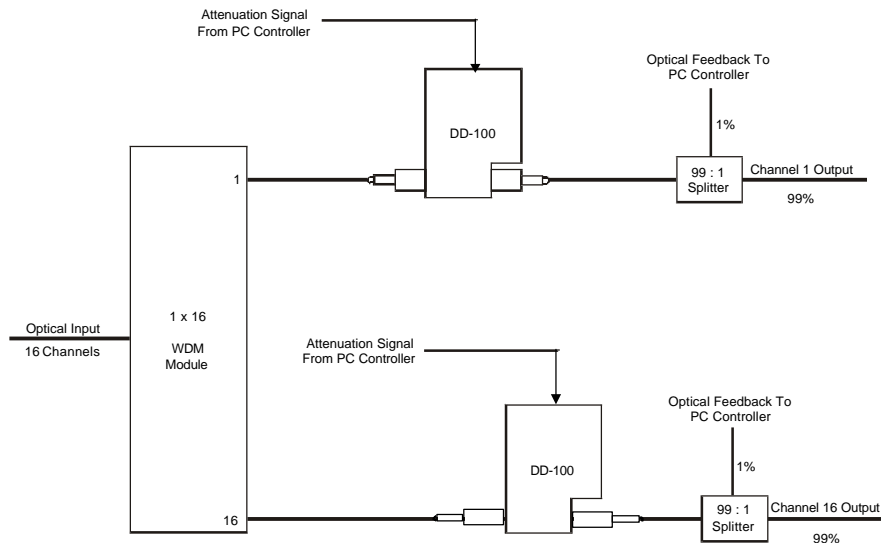 Attenuation Signal
From PC Controller
Optical Feedback To
PC Controller
DD-100
1%
1
99 : 1
Splitter
Channel 1 Output
99%
1 x 16
WDM
Module
Optical Input
16 Channels
Attenuation Signal
From PC Controller
Optical Feedback To
PC Controller
DD-100
1%
16
99 : 1
Splitter
Channel 16 Output
99%